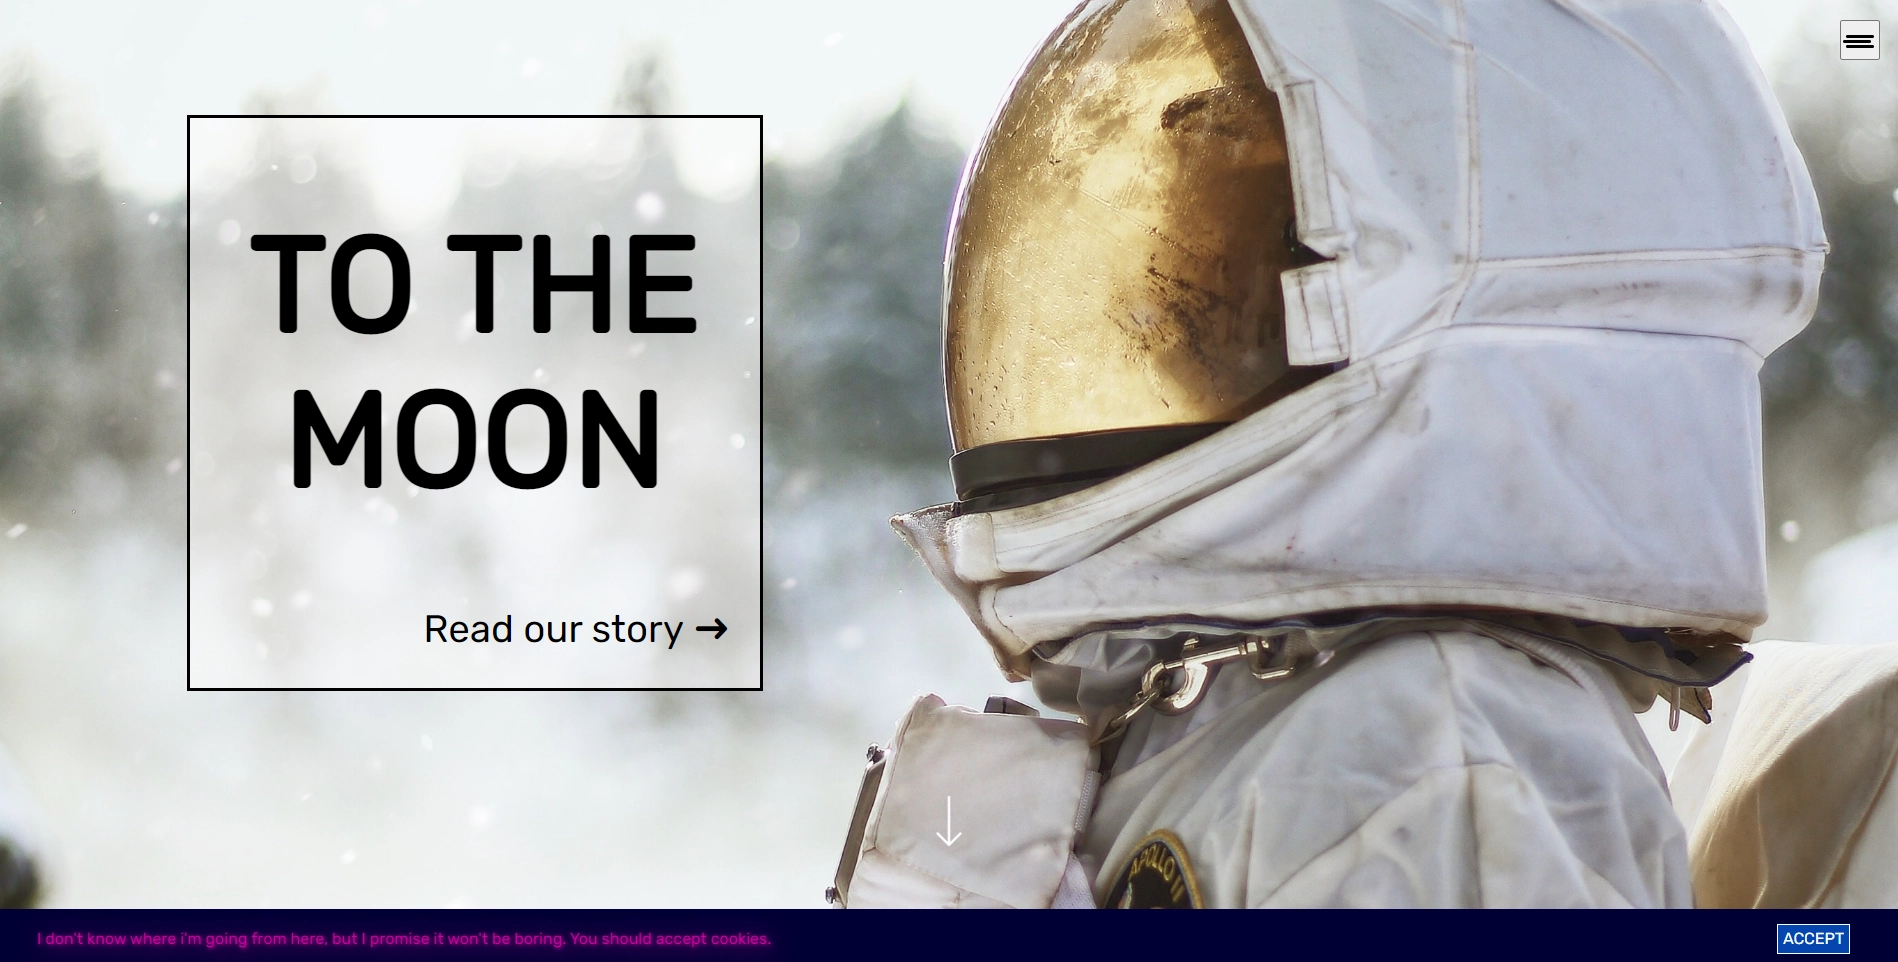 TO THE
MOON
Read our story →
APOLLO 11
I don't know where i'm going from here, but I promise it won't be boring. You should accept cookies.
ACCEPT